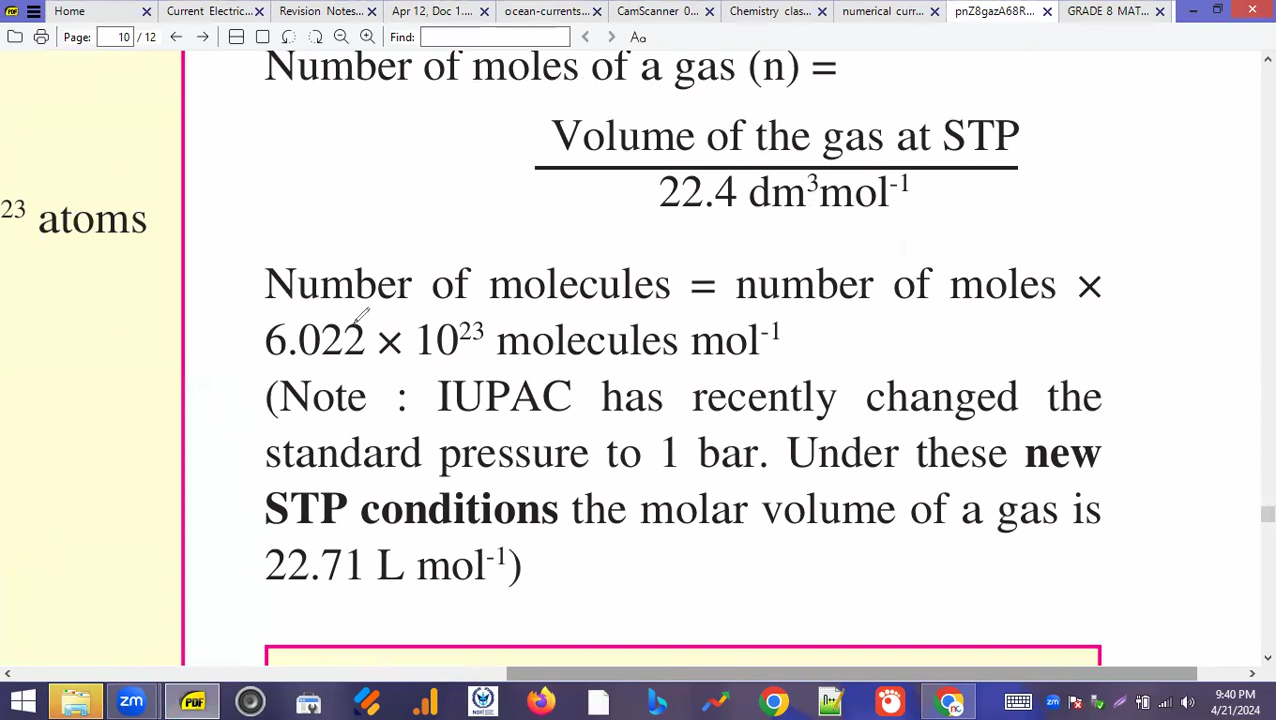 Home
Current Electric...
Revision Notes...
Apr 12, Doc 1...
ocean-currents...
CamScanner 0...
Chemistry clas...
numerical curr...
pnZ8gazA68R...
GRADE 8 MAT...
Page: 10 / 12
Find:
Aa
Number of moles of a gas (n) =
Volume of the gas at STP
22.4 dm³mol⁻¹
²³ atoms
Number of molecules = number of moles ×
6.022 × 10²³ molecules mol⁻¹
(Note : IUPAC has recently changed the
standard pressure to 1 bar. Under these new
STP conditions the molar volume of a gas is
22.71 L mol⁻¹)
zm
PDF
9:40 PM
4/21/2024